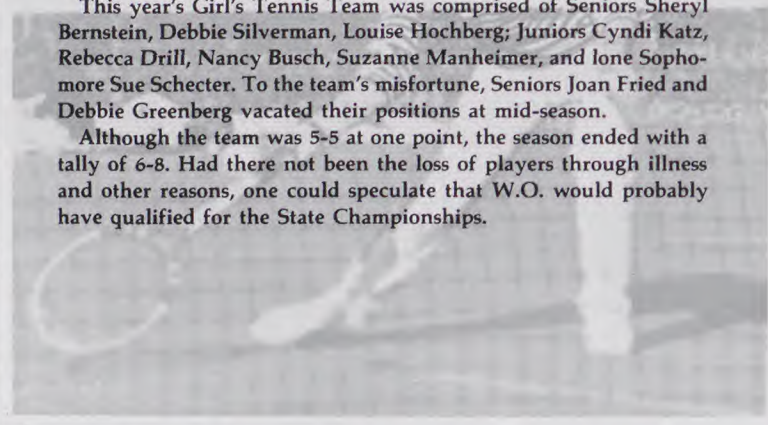 This year's Girl's Tennis Team was comprised of Seniors Sheryl
Bernstein, Debbie Silverman, Louise Hochberg; Juniors Cyndi Katz,
Rebecca Drill, Nancy Busch, Suzanne Manheimer, and lone Sopho-
more Sue Schecter. To the team's misfortune, Seniors Joan Fried and
Debbie Greenberg vacated their positions at mid-season.
Although the team was 5-5 at one point, the season ended with a
tally of 6-8. Had there not been the loss of players through illness
and other reasons, one could speculate that W.O. would probably
have qualified for the State Championships.